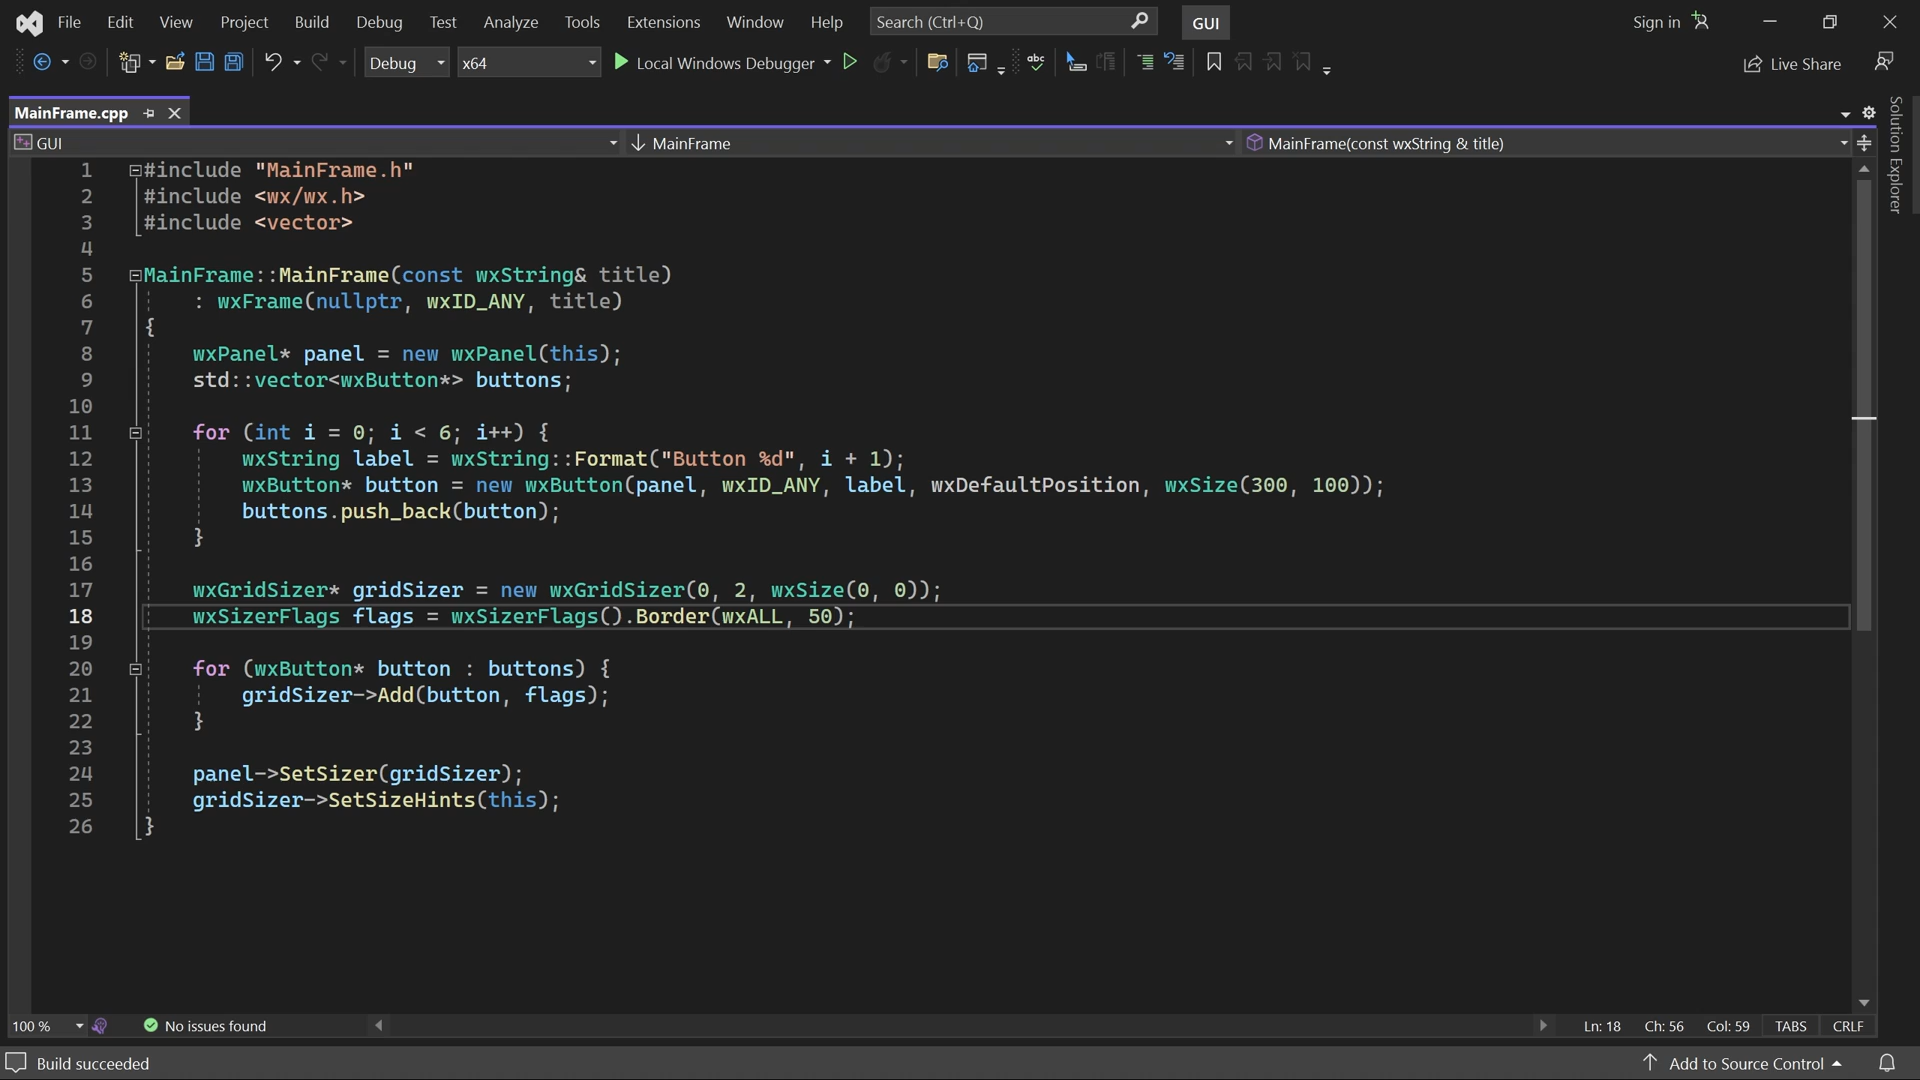 File Edit View Project Build Debug Test Analyze Tools Extensions Window Help Search (Ctrl+Q) GUI Sign in
Debug x64 Local Windows Debugger abc Live Share
MainFrame.cpp
GUI MainFrame MainFrame(const wxString & title)
Solution Explorer
1 #include "MainFrame.h"
2 #include <wx/wx.h>
3 #include <vector>
4
5 MainFrame::MainFrame(const wxString& title)
6     : wxFrame(nullptr, wxID_ANY, title)
7 {
8     wxPanel* panel = new wxPanel(this);
9     std::vector<wxButton*> buttons;
10
11     for (int i = 0; i < 6; i++) {
12         wxString label = wxString::Format("Button %d", i + 1);
13         wxButton* button = new wxButton(panel, wxID_ANY, label, wxDefaultPosition, wxSize(300, 100));
14         buttons.push_back(button);
15     }
16
17     wxGridSizer* gridSizer = new wxGridSizer(0, 2, wxSize(0, 0));
18     wxSizerFlags flags = wxSizerFlags().Border(wxALL, 50);
19
20     for (wxButton* button : buttons) {
21         gridSizer->Add(button, flags);
22     }
23
24     panel->SetSizer(gridSizer);
25     gridSizer->SetSizeHints(this);
26 }
100 % No issues found Ln: 18 Ch: 56 Col: 59 TABS CRLF
Build succeeded Add to Source Control